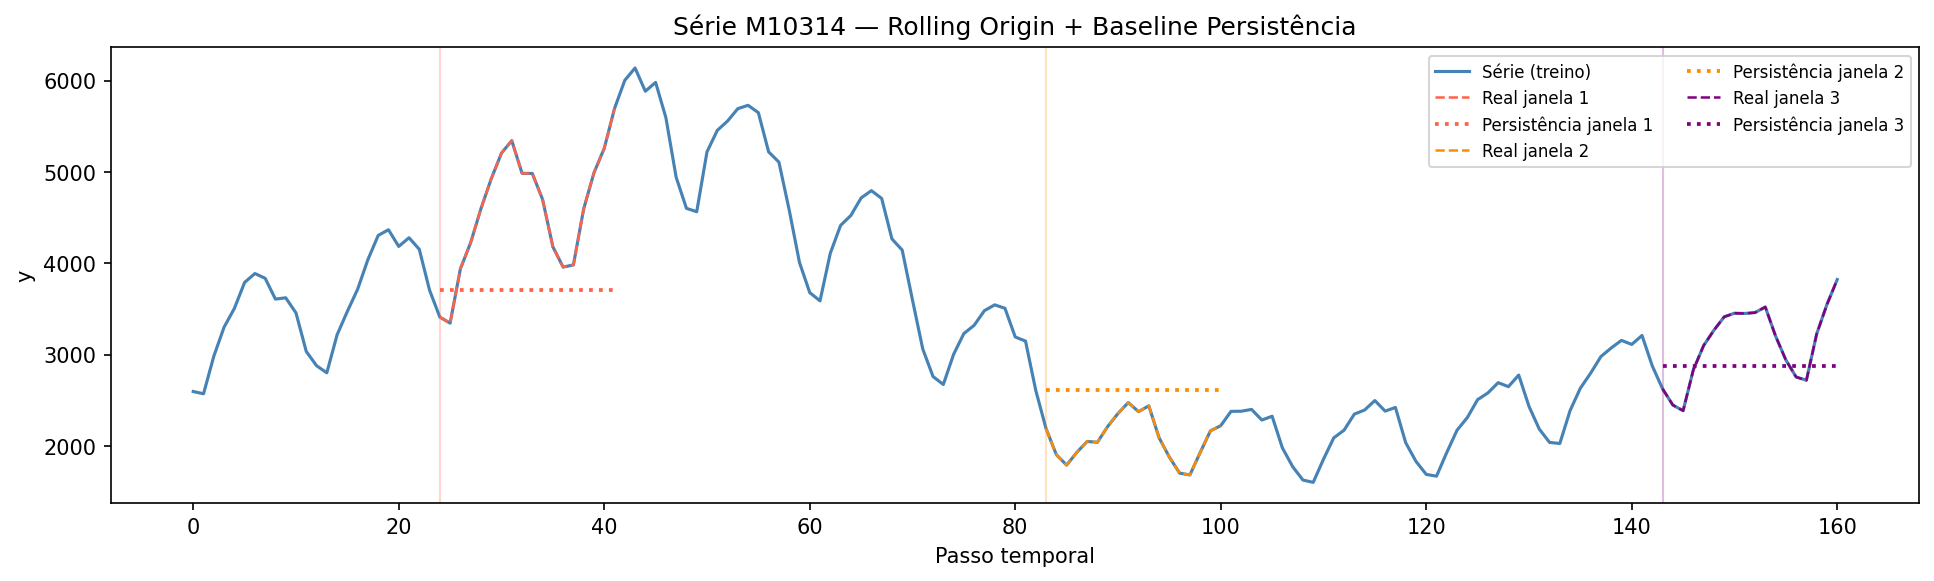 Série M10314 — Rolling Origin + Baseline Persistência
Série (treino)
Real janela 1
Persistência janela 1
Real janela 2
Persistência janela 2
Real janela 3
Persistência janela 3
y
6000
5000
4000
3000
2000
0 20 40 60 80 100 120 140 160
Passo temporal